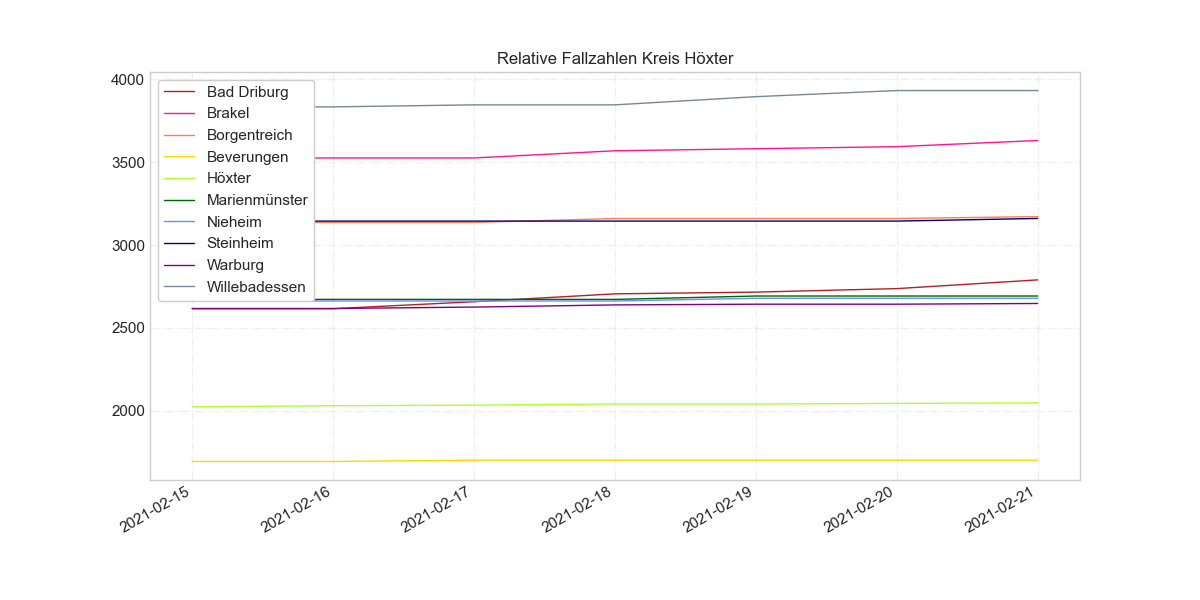 Relative Fallzahlen Kreis Höxter
4000
3500
3000
2500
2000
Bad Driburg
Brakel
Borgentreich
Beverungen
Höxter
Marienmünster
Nieheim
Steinheim
Warburg
Willebadessen
2021-02-15
2021-02-16
2021-02-17
2021-02-18
2021-02-19
2021-02-20
2021-02-21